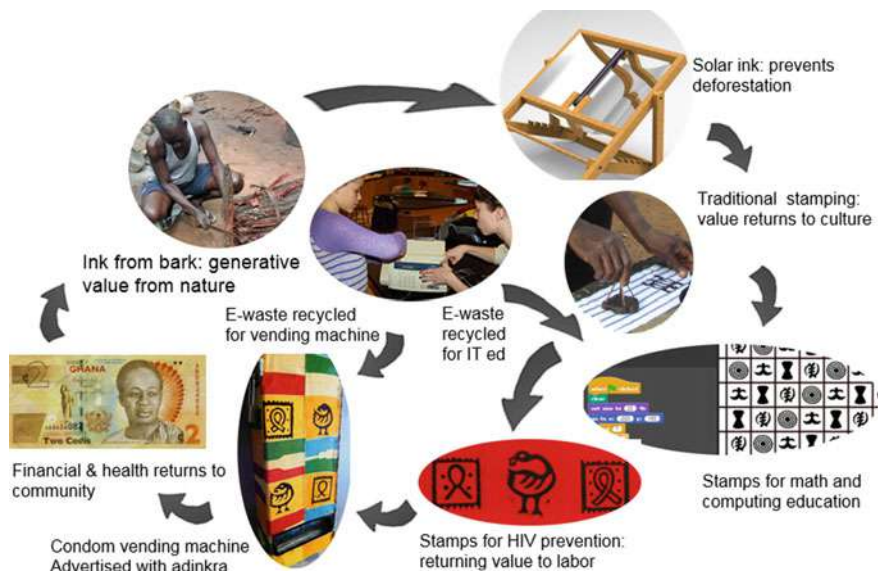 Solar ink: prevents
deforestation
Traditional stamping:
value returns to culture
Ink from bark: generative
value from nature
E-waste recycled
for vending machine
E-waste
recycled
for IT ed
GHANA
Two Cedis
2
Financial & health returns to
community
Stamps for math and
computing education
Condom vending machine
Advertised with adinkra
Stamps for HIV prevention:
returning value to labor